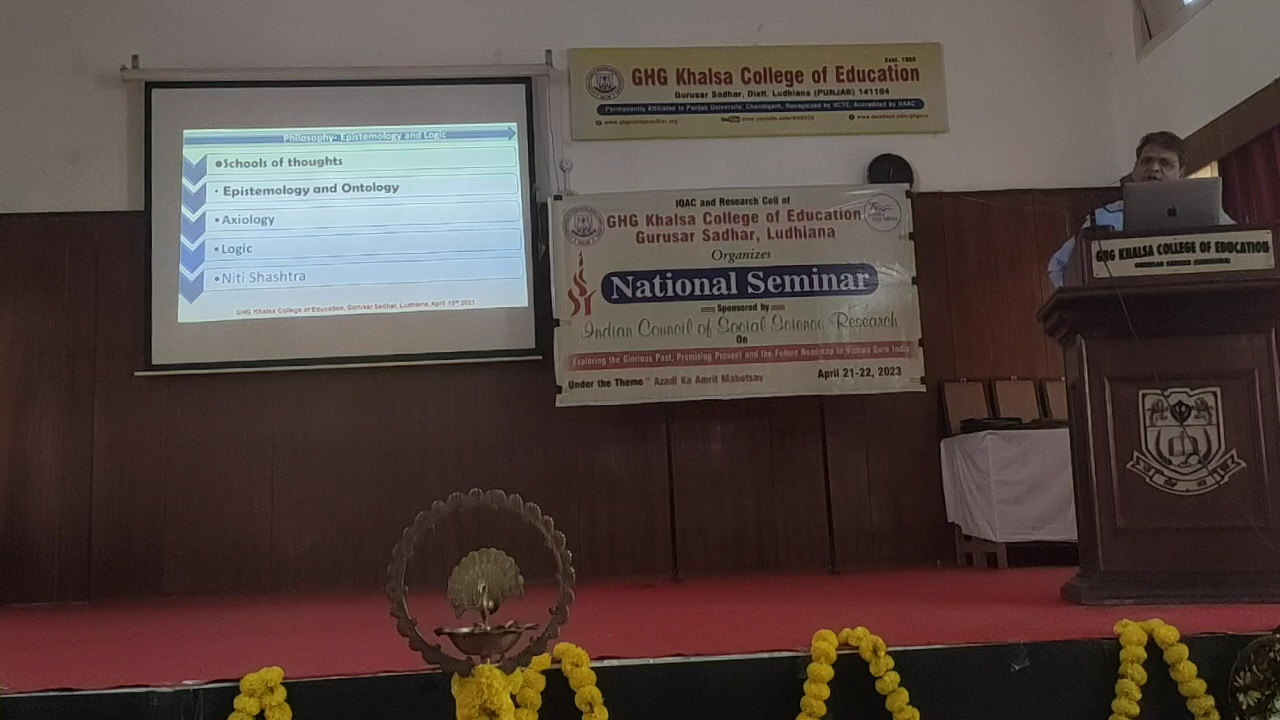 Philosophy- Epistemology and Logic
•Schools of thoughts
• Epistemology and Ontology
•Axiology
•Logic
•Niti Shashtra
GHG Khalsa College of Education, Gurusar Sadhar, Ludhiana, April
Estd. 1955
GHG Khalsa College of Education
Gurusar Sadhar, Distt. Ludhiana (PUNJAB) 141104
Permanently Affiliated to Panjab University, Chandigarh, Recognized by NCTE, Accredited by NAAC
IQAC and Research Cell of
GHG Khalsa College of Education
Gurusar Sadhar, Ludhiana
Organizes
National Seminar
Sponsored by
Indian Council of Social Science Research
On
Exploring the Glorious Past, Promising Present and the Future Roadmap to Vishwa Guru India
Under the Theme " Azadi Ka Amrit Mahotsav
April 21-22, 2023
GHG KHALSA COLLEGE OF EDUCATION